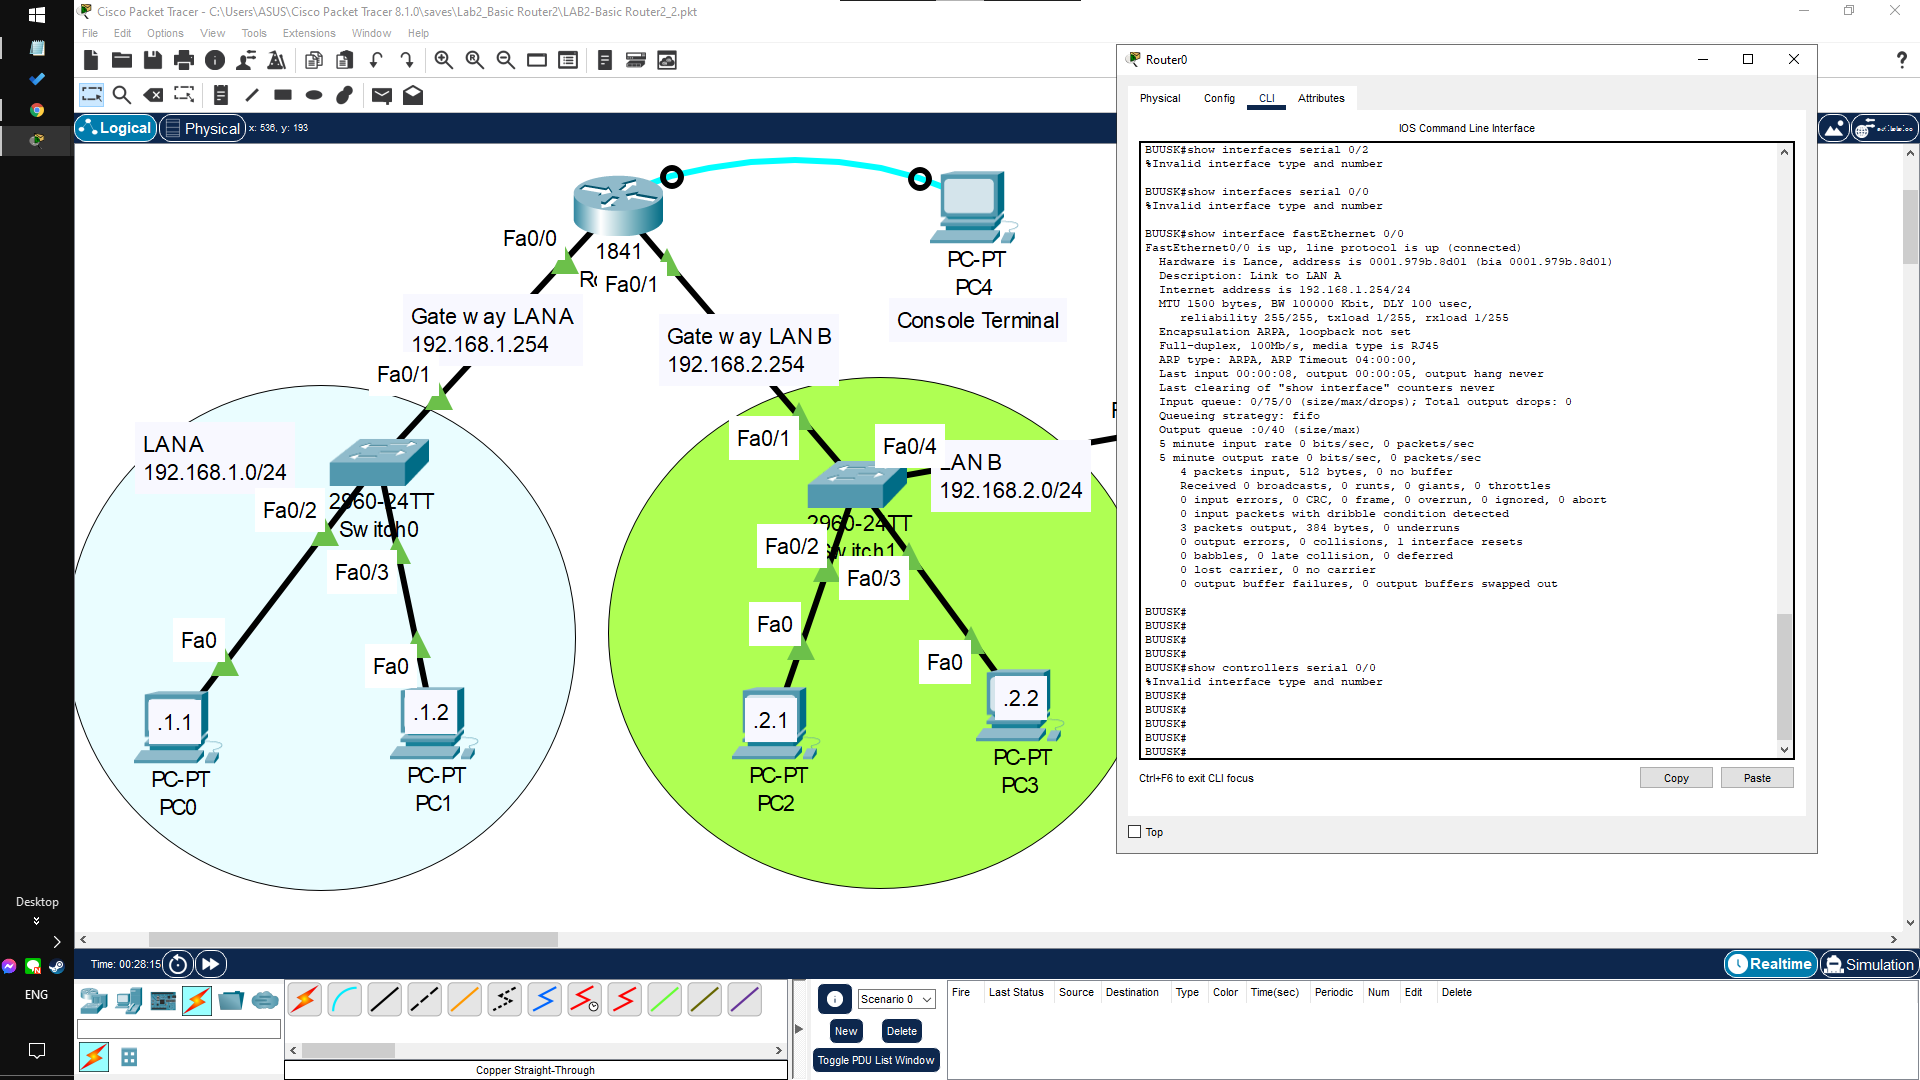 Cisco Packet Tracer - C:\Users\ASUS\Cisco Packet Tracer 8.1.0\saves\Lab2_Basic Router2\LAB2-Basic Router2_2.pkt
File Edit Options View Tools Extensions Window Help
Logical Physical x: 536, y: 193
Fa0/0
1841
Fa0/1
PC-PT
PC4
Console Terminal
Gate w ay LAN A
192.168.1.254
Gate w ay LAN B
192.168.2.254
Fa0/1
Fa0/1
Fa0/4
LAN A
192.168.1.0/24
LAN B
192.168.2.0/24
Fa0/2
2960-24TT
Sw itch0
Fa0/3
2960-24TT
Sw itch1
Fa0/2
Fa0/3
Fa0
Fa0
Fa0
Fa0
.1.1
PC-PT
PC0
.1.2
PC-PT
PC1
.2.1
PC-PT
PC2
.2.2
PC-PT
PC3
Router0
Physical Config CLI Attributes
IOS Command Line Interface
BUUSK#show interfaces serial 0/2
%Invalid interface type and number
BUUSK#show interfaces serial 0/0
%Invalid interface type and number
BUUSK#show interface fastEthernet 0/0
FastEthernet0/0 is up, line protocol is up (connected)
Hardware is Lance, address is 0001.979b.8d01 (bia 0001.979b.8d01)
Description: Link to LAN A
Internet address is 192.168.1.254/24
MTU 1500 bytes, BW 100000 Kbit, DLY 100 usec,
reliability 255/255, txload 1/255, rxload 1/255
Encapsulation ARPA, loopback not set
Full-duplex, 100Mb/s, media type is RJ45
ARP type: ARPA, ARP Timeout 04:00:00,
Last input 00:00:08, output 00:00:05, output hang never
Last clearing of "show interface" counters never
Input queue: 0/75/0 (size/max/drops); Total output drops: 0
Queueing strategy: fifo
Output queue :0/40 (size/max)
5 minute input rate 0 bits/sec, 0 packets/sec
5 minute output rate 0 bits/sec, 0 packets/sec
4 packets input, 512 bytes, 0 no buffer
Received 0 broadcasts, 0 runts, 0 giants, 0 throttles
0 input errors, 0 CRC, 0 frame, 0 overrun, 0 ignored, 0 abort
0 input packets with dribble condition detected
3 packets output, 384 bytes, 0 underruns
0 output errors, 0 collisions, 1 interface resets
0 babbles, 0 late collision, 0 deferred
0 lost carrier, 0 no carrier
0 output buffer failures, 0 output buffers swapped out
BUUSK#
BUUSK#
BUUSK#
BUUSK#
BUUSK#show controllers serial 0/0
%Invalid interface type and number
BUUSK#
BUUSK#
BUUSK#
BUUSK#
BUUSK#
Ctrl+F6 to exit CLI focus
Copy Paste
Top
Desktop
ENG
Time: 00:28:15
Realtime Simulation
Scenario 0
New Delete
Toggle PDU List Window
Fire Last Status Source Destination Type Color Time(sec) Periodic Num Edit Delete
Copper Straight-Through